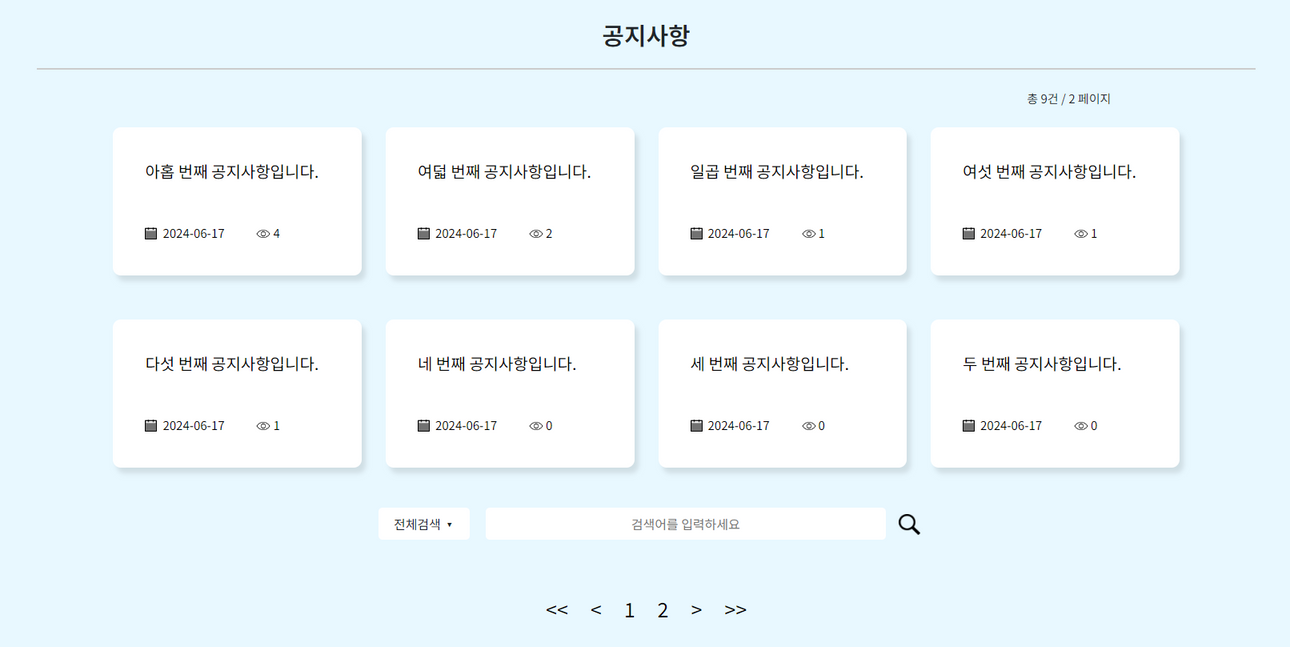 공지사항
총 9건 / 2 페이지
아홉 번째 공지사항입니다.
2024-06-17 4
여덟 번째 공지사항입니다.
2024-06-17 2
일곱 번째 공지사항입니다.
2024-06-17 1
여섯 번째 공지사항입니다.
2024-06-17 1
다섯 번째 공지사항입니다.
2024-06-17 1
네 번째 공지사항입니다.
2024-06-17 0
세 번째 공지사항입니다.
2024-06-17 0
두 번째 공지사항입니다.
2024-06-17 0
전체검색 ▾ 검색어를 입력하세요
<< < 1 2 > >>